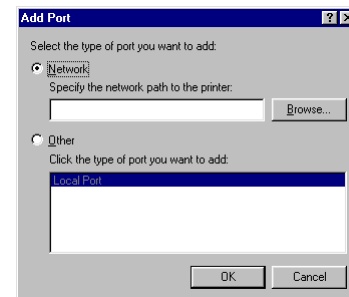 Add Port
Select the type of port you want to add:
Network
Specify the network path to the printer:
Browse...
Other
Click the type of port you want to add:
Local Port
OK Cancel